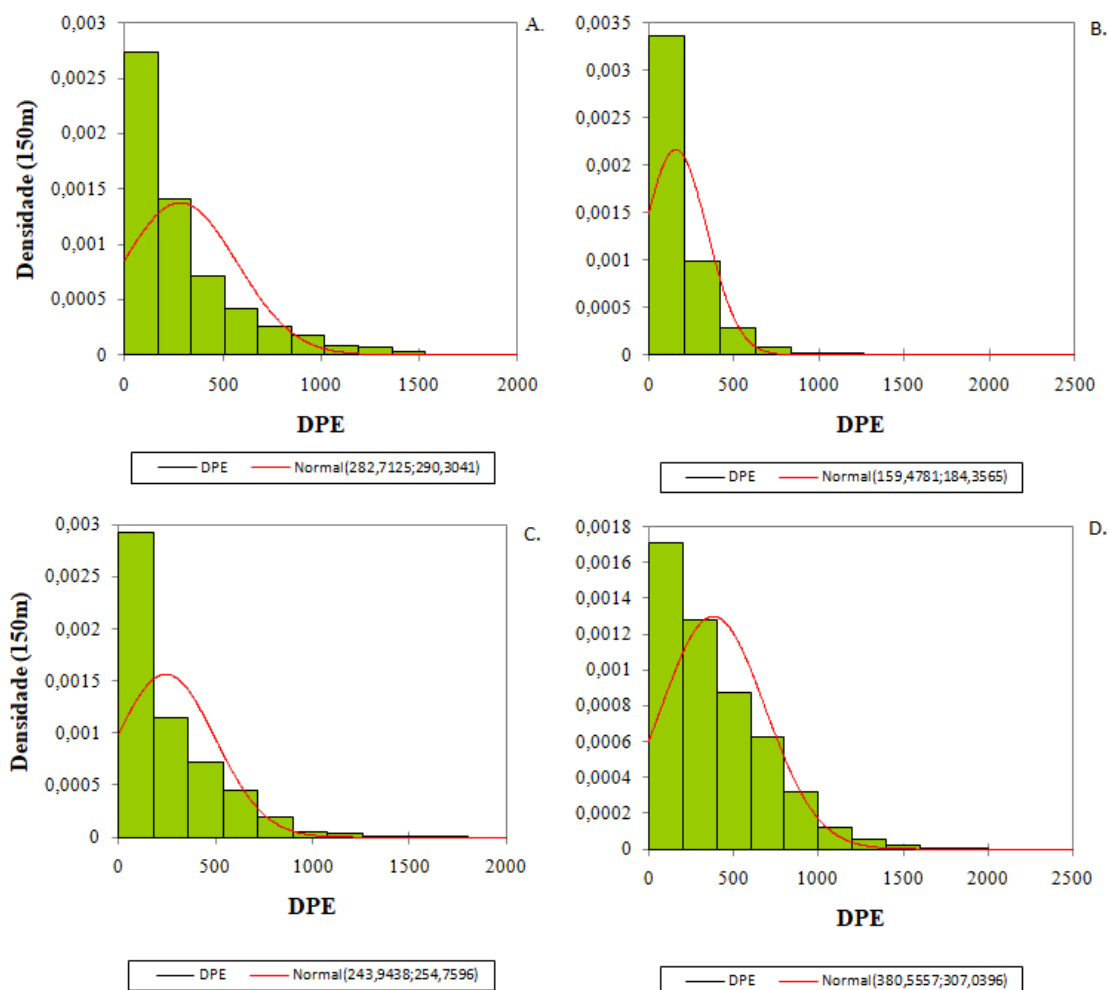 A.
Densidade (150m)
0,003
0,0025
0,002
0,0015
0,001
0,0005
0
0 500 1000 1500 2000
DPE
DPE Normal(282,7125;290,3041)
B.
0,0035
0,003
0,0025
0,002
0,0015
0,001
0,0005
0
0 500 1000 1500 2000 2500
DPE
DPE Normal(159,4781;184,3565)
C.
Densidade (150m)
0,003
0,0025
0,002
0,0015
0,001
0,0005
0
0 500 1000 1500 2000
DPE
DPE Normal(243,9438;254,7596)
D.
0,0018
0,0016
0,0014
0,0012
0,001
0,0008
0,0006
0,0004
0,0002
0
0 500 1000 1500 2000 2500
DPE
DPE Normal(380,5557;307,0396)